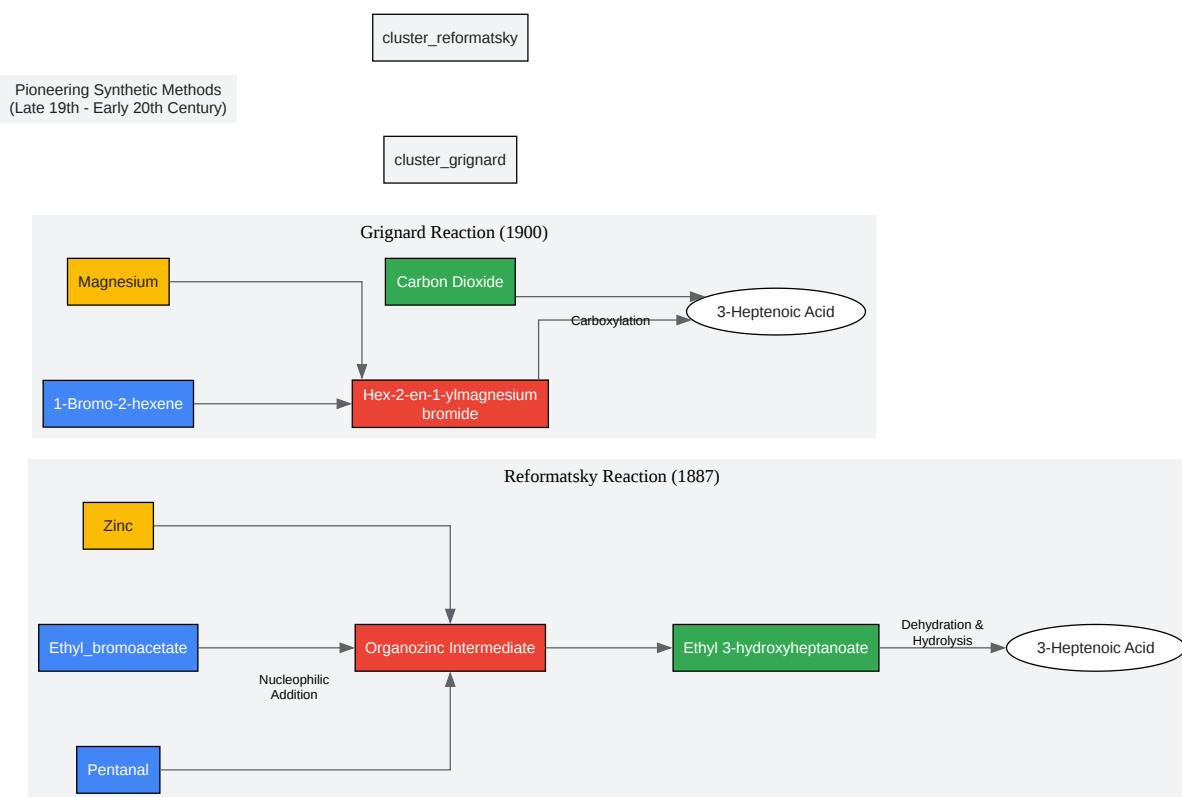 cluster_reformatsky
Pioneering Synthetic Methods
(Late 19th - Early 20th Century)
cluster_grignard
Grignard Reaction (1900)
Magnesium
Carbon Dioxide
3-Heptenoic Acid
Carboxylation
1-Bromo-2-hexene
Hex-2-en-1-ylmagnesium
bromide
Reformatsky Reaction (1887)
Zinc
Ethyl_bromoacetate
Organozinc Intermediate
Ethyl 3-hydroxyheptanoate
Dehydration &
Hydrolysis
3-Heptenoic Acid
Nucleophilic
Addition
Pentanal